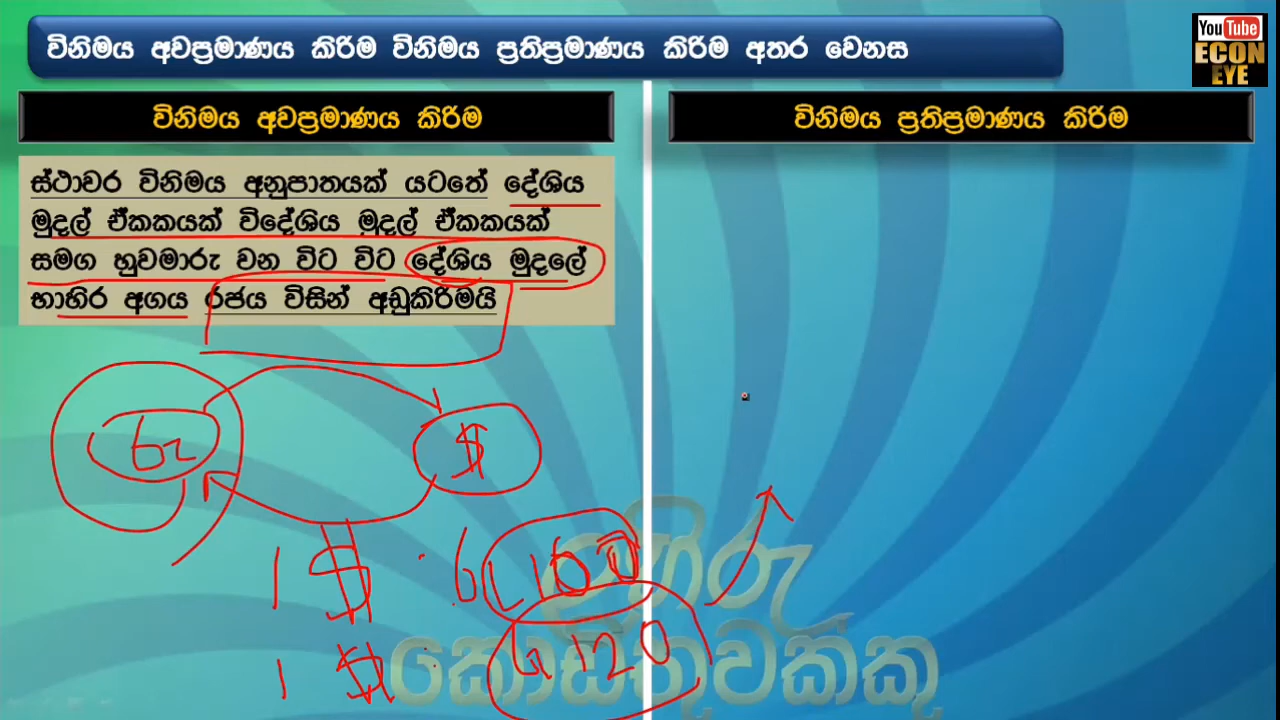 විනිමය අවප්‍රමාණය කිරිම විනිමය ප්‍රතිප්‍රමාණය කිරිම අතර වෙනස
YouTube
ECON
EYE
විනිමය අවප්‍රමාණය කිරිම
ස්ථාවර විනිමය අනුපාතයක් යටතේ දේශිය
මුදල් ඒකකයක් විදේශිය මුදල් ඒකකයක්
සමග හුවමාරු වන විට විට දේශිය මුදලේ
භාහිර අගය රජය විසින් අඩුකිරිමයි
විනිමය ප්‍රතිප්‍රමාණය කිරිම
රු
$
1 $ : රු 100
1 $ : රු 120